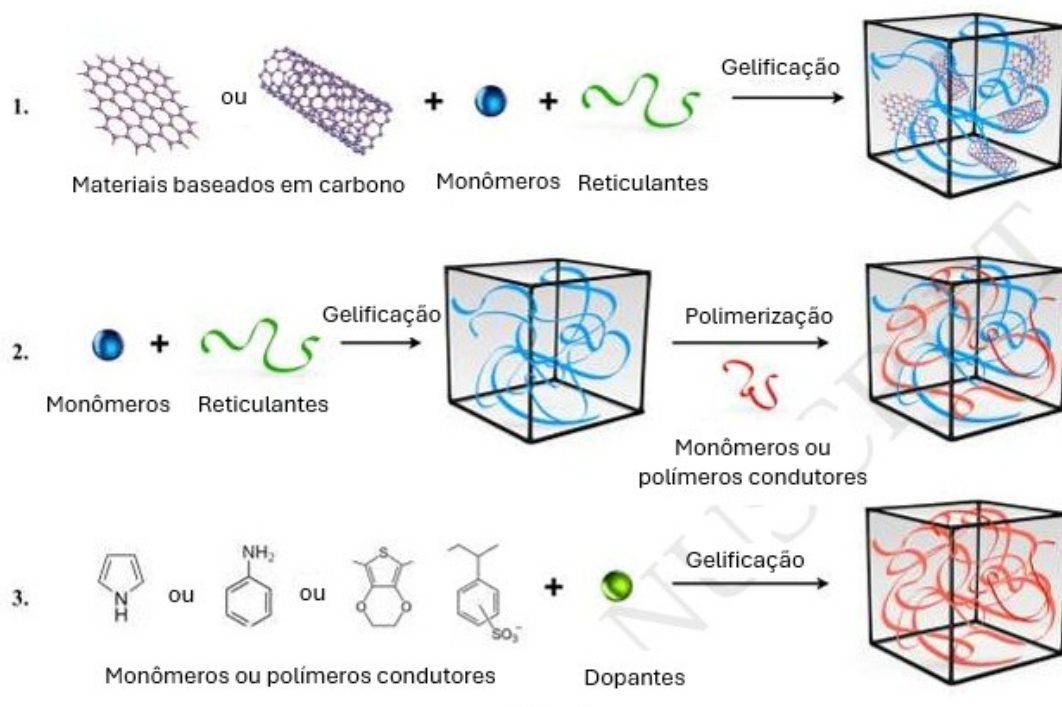 Gelificação
1.
ou
+
+
Materiais baseados em carbono
Monômeros
Reticulantes
2.
+
Gelificação
Polimerização
Monômeros
Reticulantes
Monômeros ou
polímeros condutores
3.
N
H
ou
NH₂
ou
S
O
O
SO₃⁻
+
Gelificação
Monômeros ou polímeros condutores
Dopantes
NUSCRIPT